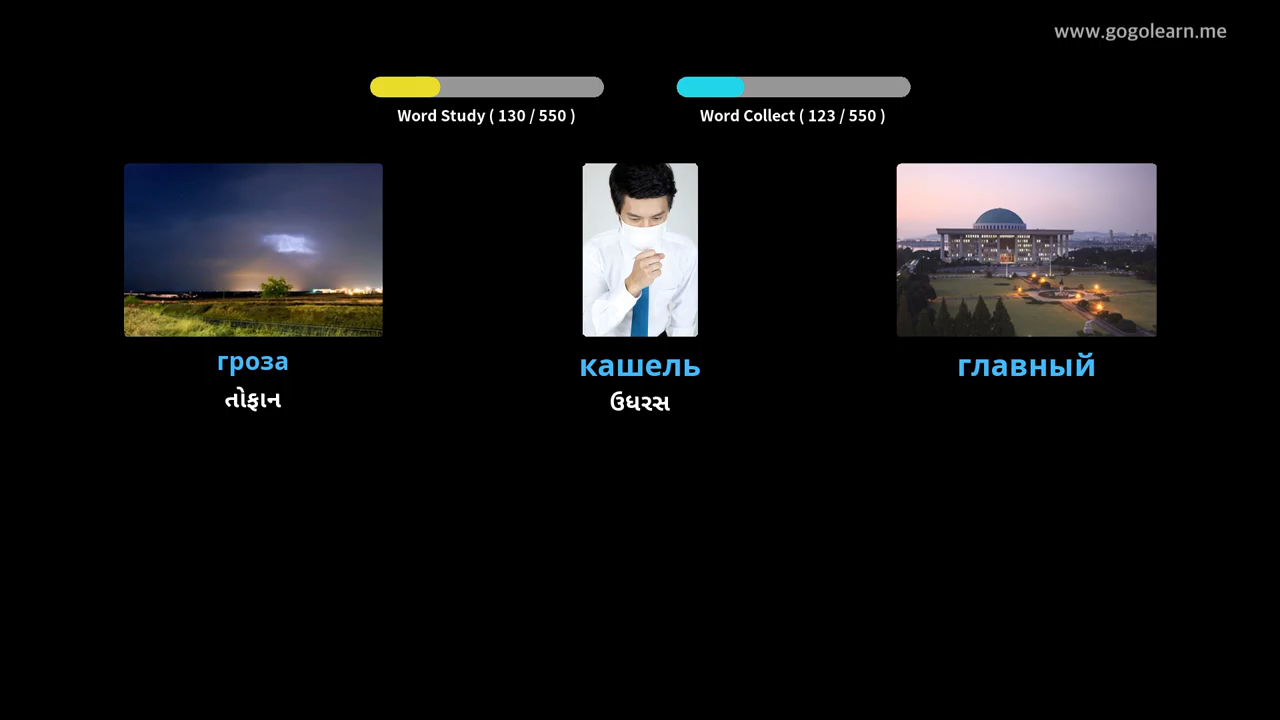 www.gogolearn.me
Word Study ( 130 / 550 )
Word Collect ( 123 / 550 )
гроза
તોફાન
кашель
ઉધરસ
главный